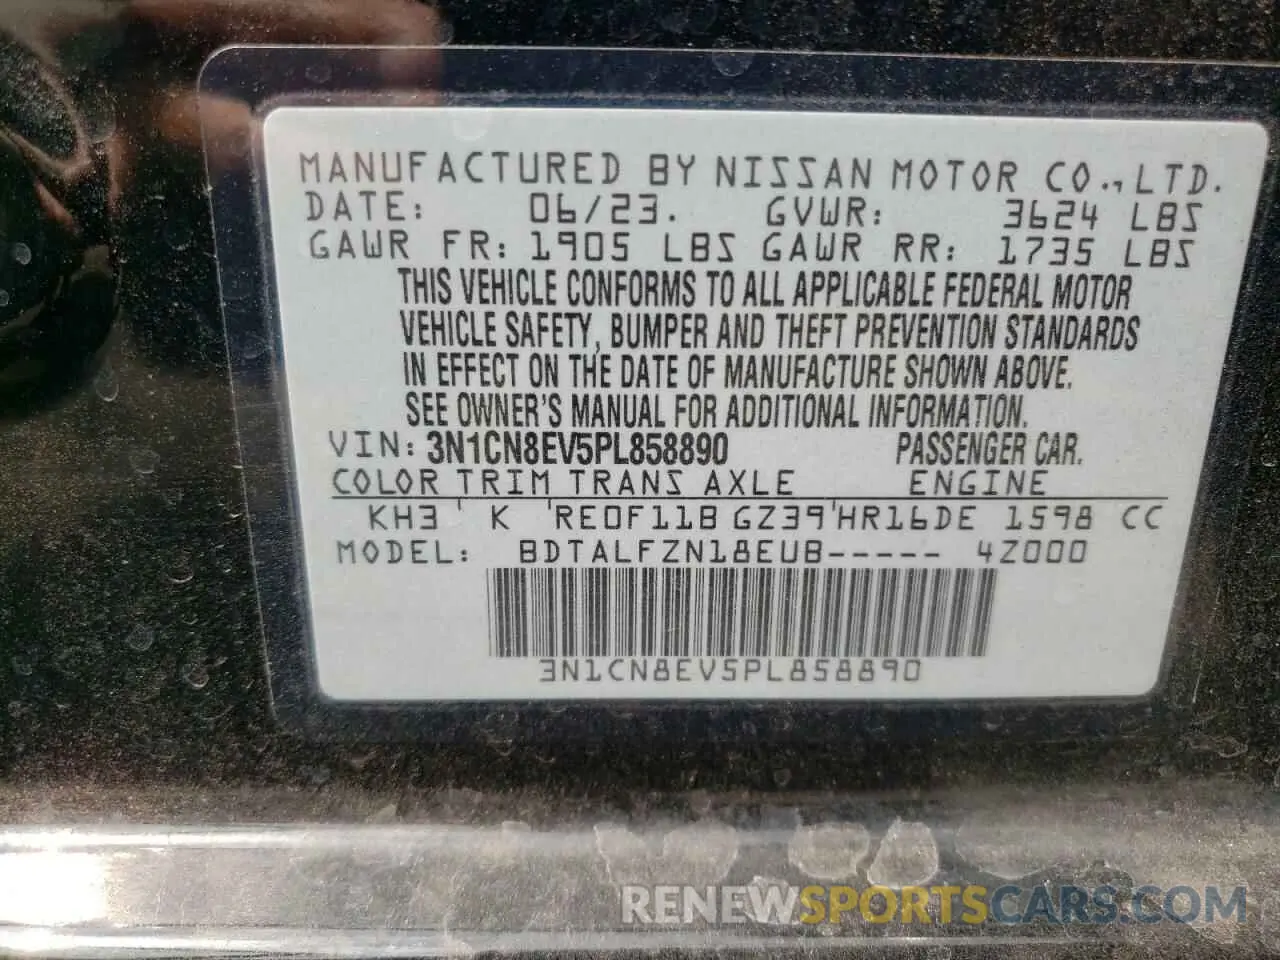 MANUFACTURED BY NISSAN MOTOR CO.,LTD.
DATE: 06/23. GVWR: 3624 LBS
GAWR FR: 1905 LBS GAWR RR: 1735 LBS
THIS VEHICLE CONFORMS TO ALL APPLICABLE FEDERAL MOTOR
VEHICLE SAFETY, BUMPER AND THEFT PREVENTION STANDARDS
IN EFFECT ON THE DATE OF MANUFACTURE SHOWN ABOVE.
SEE OWNER'S MANUAL FOR ADDITIONAL INFORMATION.
VIN: 3N1CN8EV5PL858890 PASSENGER CAR.
COLOR TRIM TRANS AXLE ENGINE
KH3 ' K ' RE0F11B GZ39 ' HR16DE 1598 CC
MODEL: BDTALFZN18EUB----- 4Z000
3N1CN8EV5PL858890
RENEWSPORTSCARS.COM